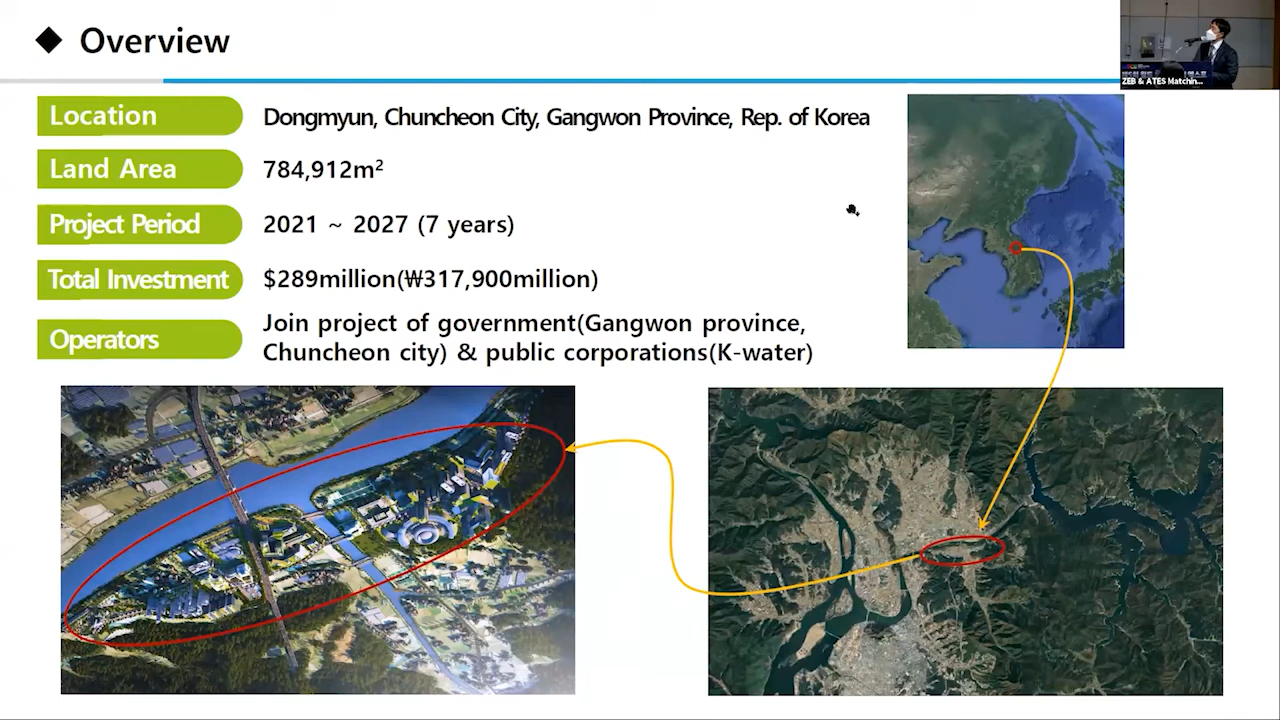 ◆ Overview
ZEB & ATES Matchin...
Location
Dongmyun, Chuncheon City, Gangwon Province, Rep. of Korea
Land Area
784,912m²
Project Period
2021 ~ 2027 (7 years)
Total Investment
$289million(₩317,900million)
Operators
Join project of government(Gangwon province,
Chuncheon city) & public corporations(K-water)